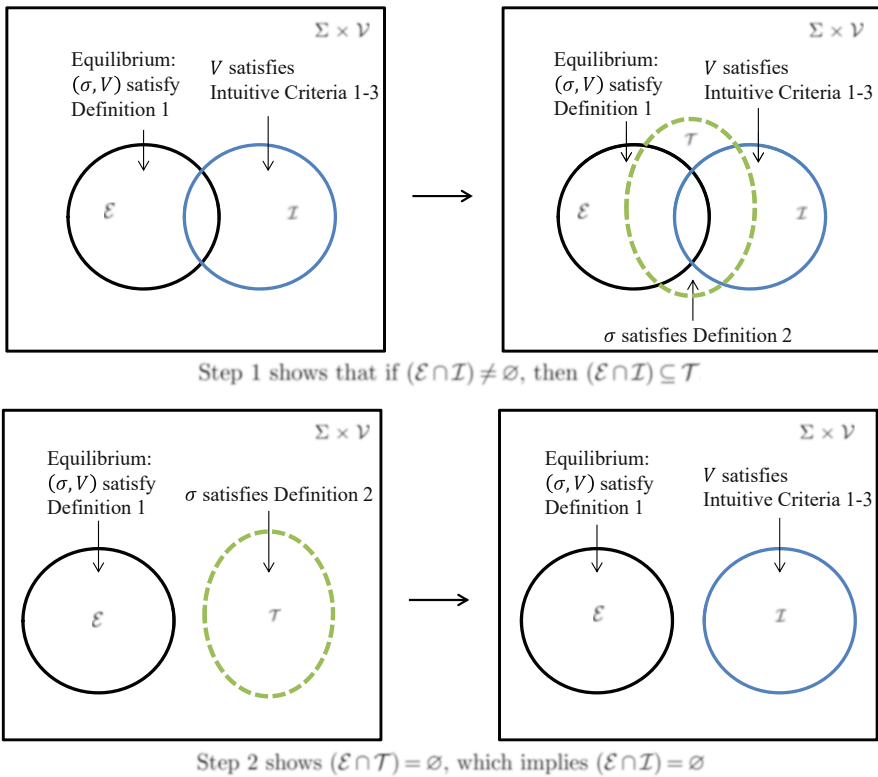 Σ × 𝒱
Equilibrium:
(σ, V) satisfy
Definition 1
V satisfies
Intuitive Criteria 1-3
ℰ
ℐ
Σ × 𝒱
Equilibrium:
(σ, V) satisfy
Definition 1
V satisfies
Intuitive Criteria 1-3
𝒯
ℰ
ℐ
σ satisfies Definition 2
Step 1 shows that if (ℰ ∩ ℐ) ≠ ∅, then (ℰ ∩ ℐ) ⊆ 𝒯
Σ × 𝒱
Equilibrium:
(σ, V) satisfy
Definition 1
σ satisfies Definition 2
ℰ
𝒯
Σ × 𝒱
Equilibrium:
(σ, V) satisfy
Definition 1
V satisfies
Intuitive Criteria 1-3
ℰ
ℐ
Step 2 shows (ℰ ∩ 𝒯) = ∅, which implies (ℰ ∩ ℐ) = ∅